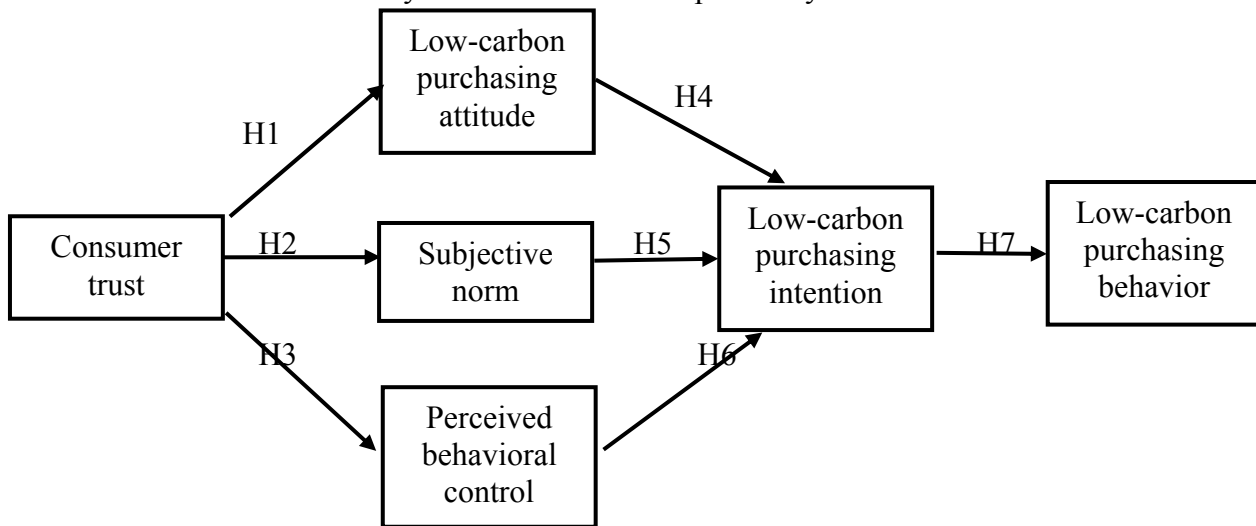 Low-carbon
purchasing
attitude
H1
H4
Consumer
trust
H2
Subjective
norm
H5
Low-carbon
purchasing
intention
H7
Low-carbon
purchasing
behavior
H3
H6
Perceived
behavioral
control